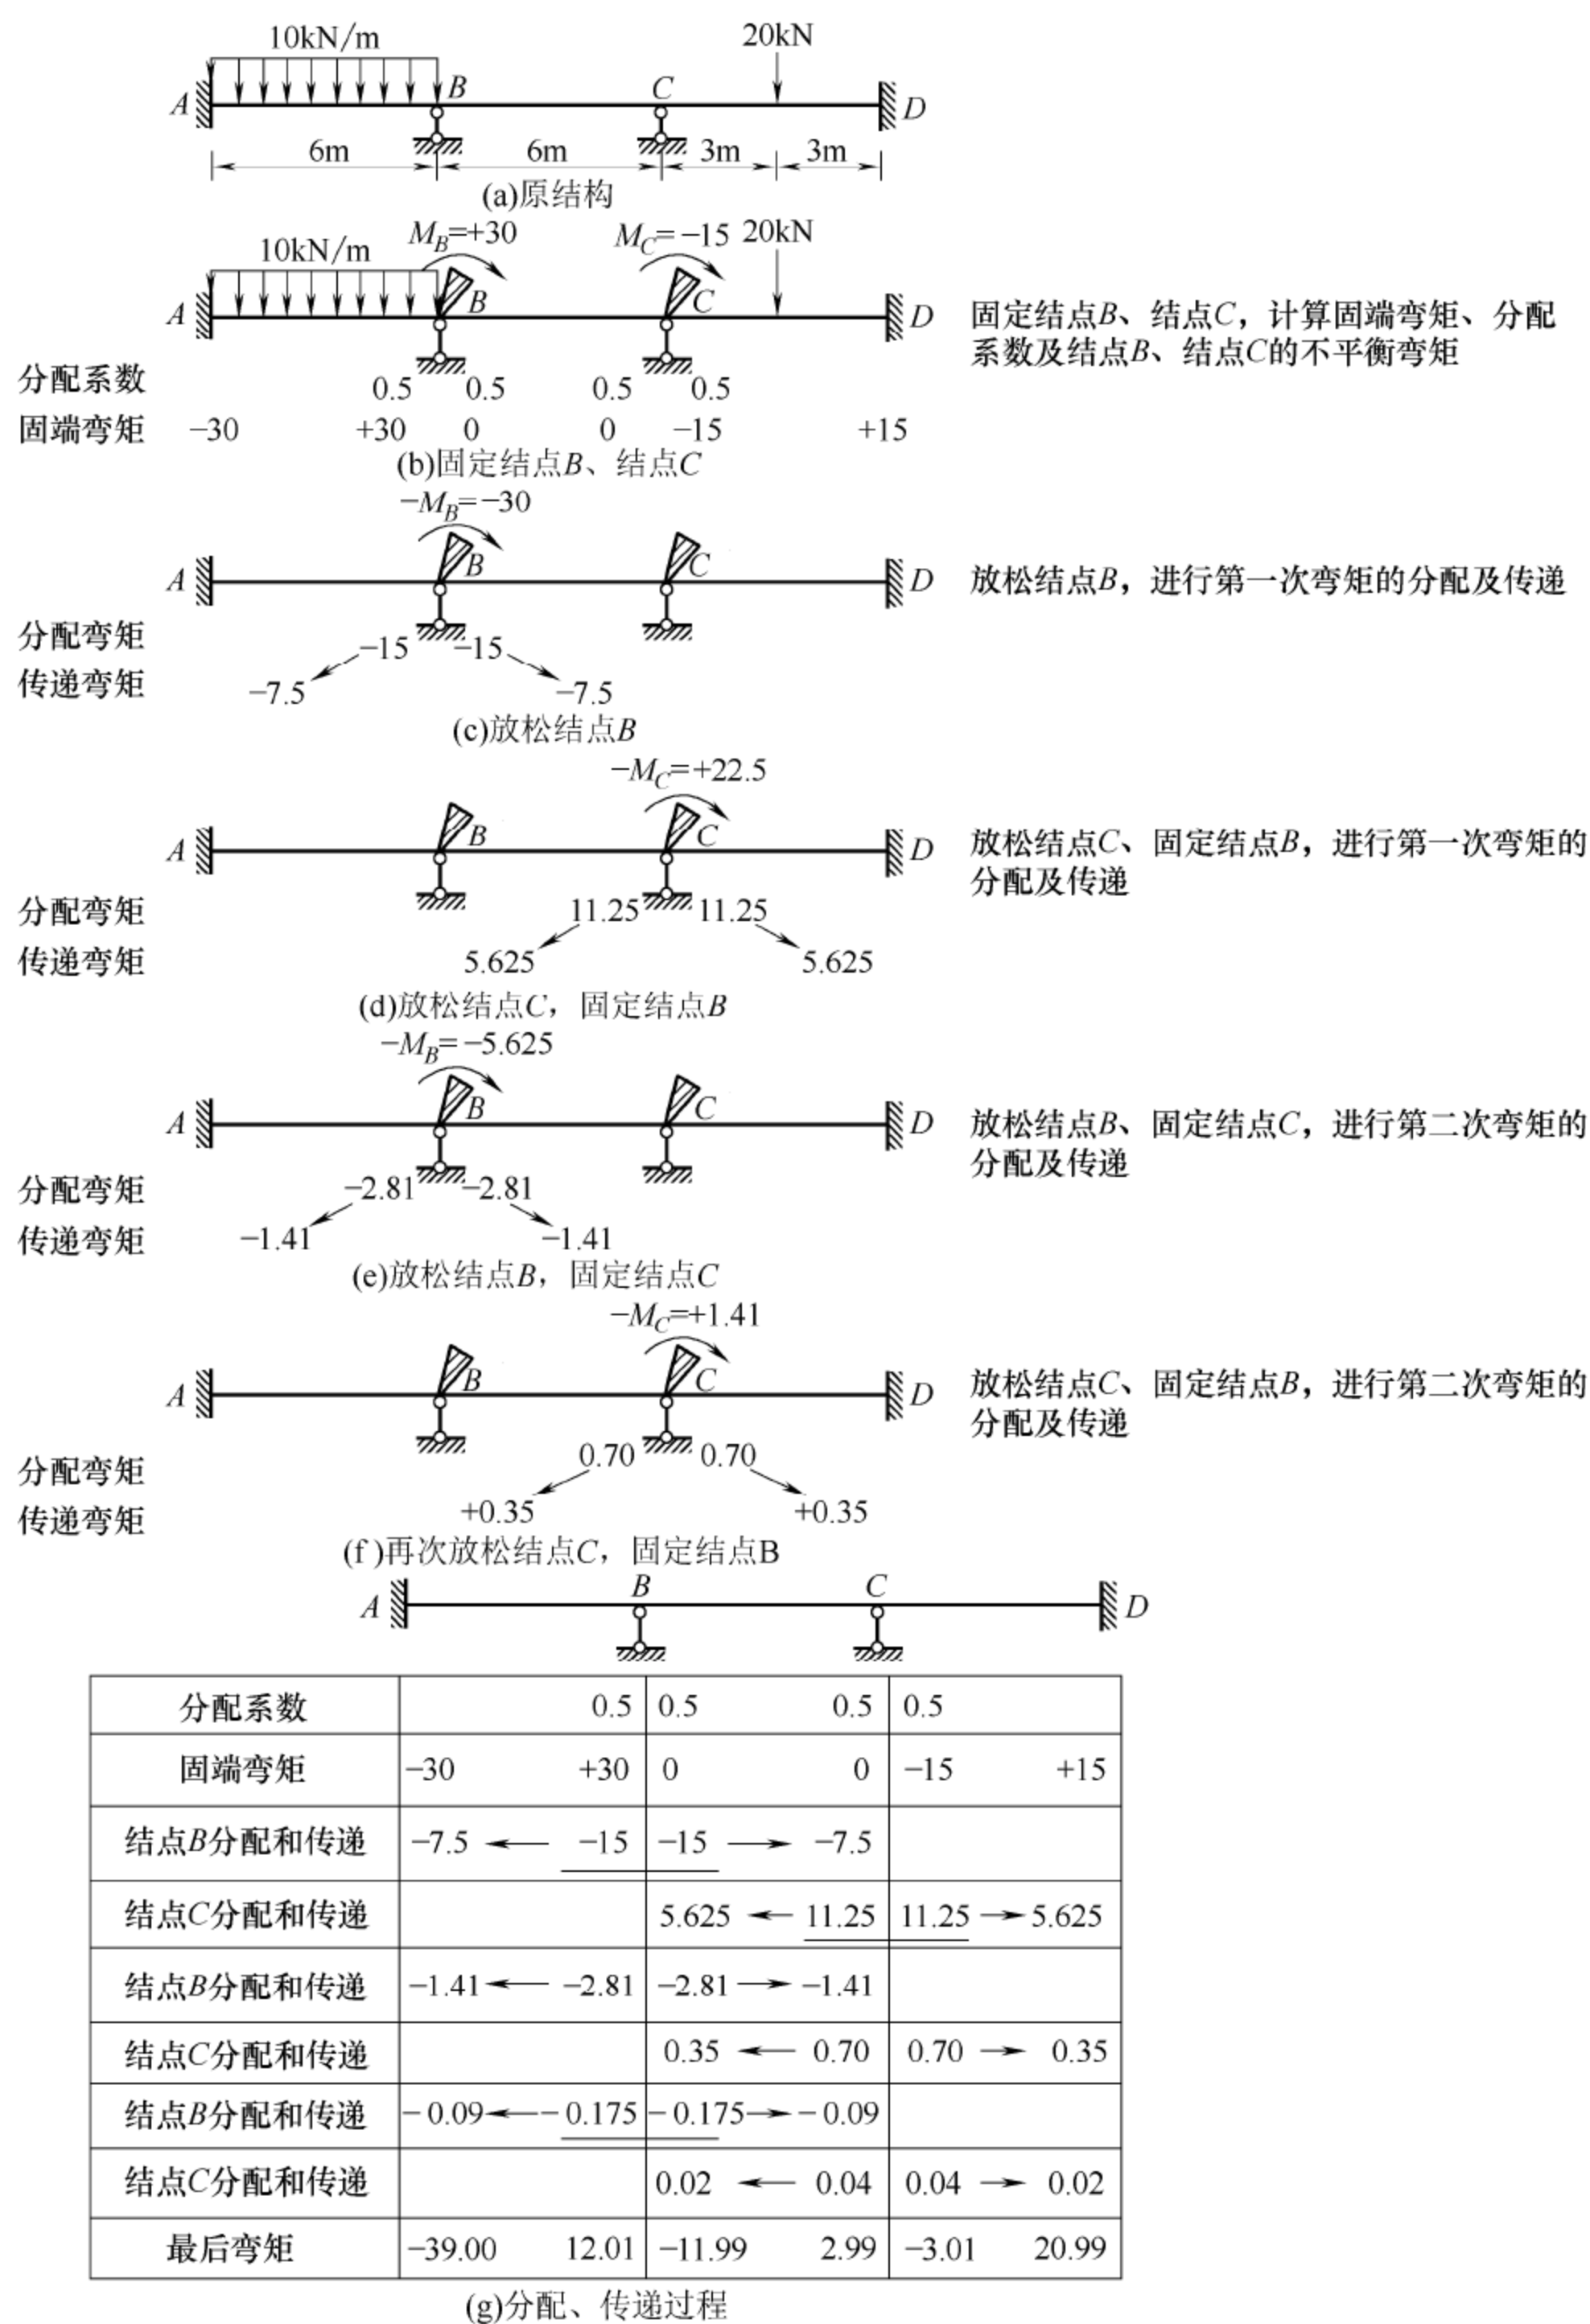 10kN/m 20kN
A B C D
6m 6m 3m 3m
(a)原结构
M_B=+30 M_C=−15 20kN
10kN/m
A B C D 固定结点B、结点C，计算固端弯矩、分配
系数及结点B、结点C的不平衡弯矩
分配系数 0.5 0.5 0.5 0.5
固端弯矩 −30 +30 0 0 −15 +15
(b)固定结点B、结点C
−M_B=−30
A B C D 放松结点B，进行第一次弯矩的分配及传递
分配弯矩 −15 −15
传递弯矩 −7.5 −7.5
(c)放松结点B
−M_C=+22.5
A B C D 放松结点C、固定结点B，进行第一次弯矩的
分配及传递
分配弯矩 11.25 11.25
传递弯矩 5.625 5.625
(d)放松结点C，固定结点B
−M_B=−5.625
A B C D 放松结点B、固定结点C，进行第二次弯矩的
分配及传递
分配弯矩 −2.81 −2.81
传递弯矩 −1.41 −1.41
(e)放松结点B，固定结点C
−M_C=+1.41
A B C D 放松结点C、固定结点B，进行第二次弯矩的
分配及传递
分配弯矩 0.70 0.70
传递弯矩 +0.35 +0.35
(f)再次放松结点C，固定结点B
A B C D
分配系数 0.5 0.5 0.5 0.5
固端弯矩 −30 +30 0 0 −15 +15
结点B分配和传递 −7.5 ← −15 −15 → −7.5
结点C分配和传递 5.625 ← 11.25 11.25 → 5.625
结点B分配和传递 −1.41 ← −2.81 −2.81 → −1.41
结点C分配和传递 0.35 ← 0.70 0.70 → 0.35
结点B分配和传递 −0.09 ← −0.175 −0.175 → −0.09
结点C分配和传递 0.02 ← 0.04 0.04 → 0.02
最后弯矩 −39.00 12.01 −11.99 2.99 −3.01 20.99
(g)分配、传递过程